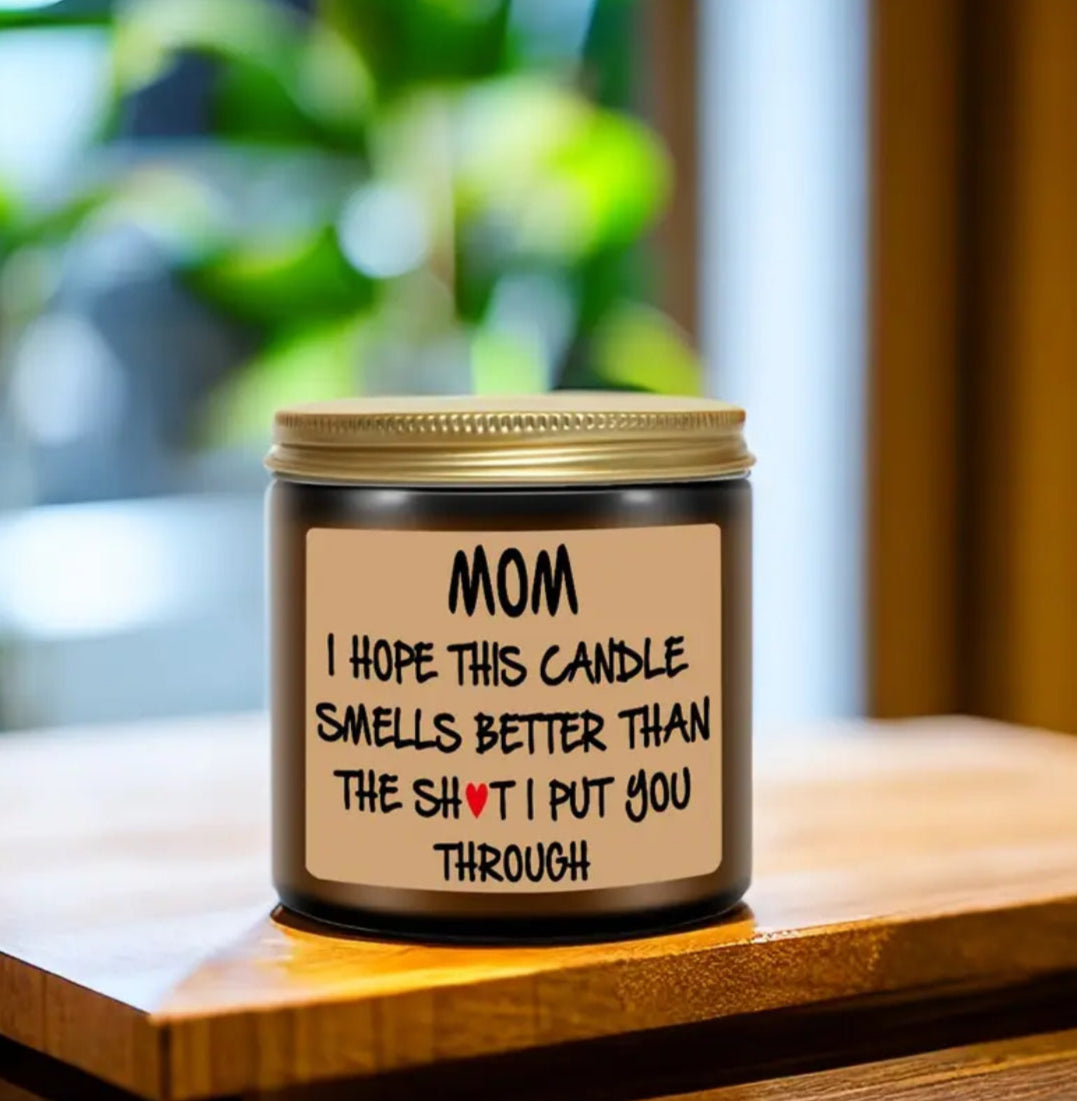 MOM
I HOPE THIS CANDLE
SMELLS BETTER THAN
THE SH♥T I PUT YOU
THROUGH